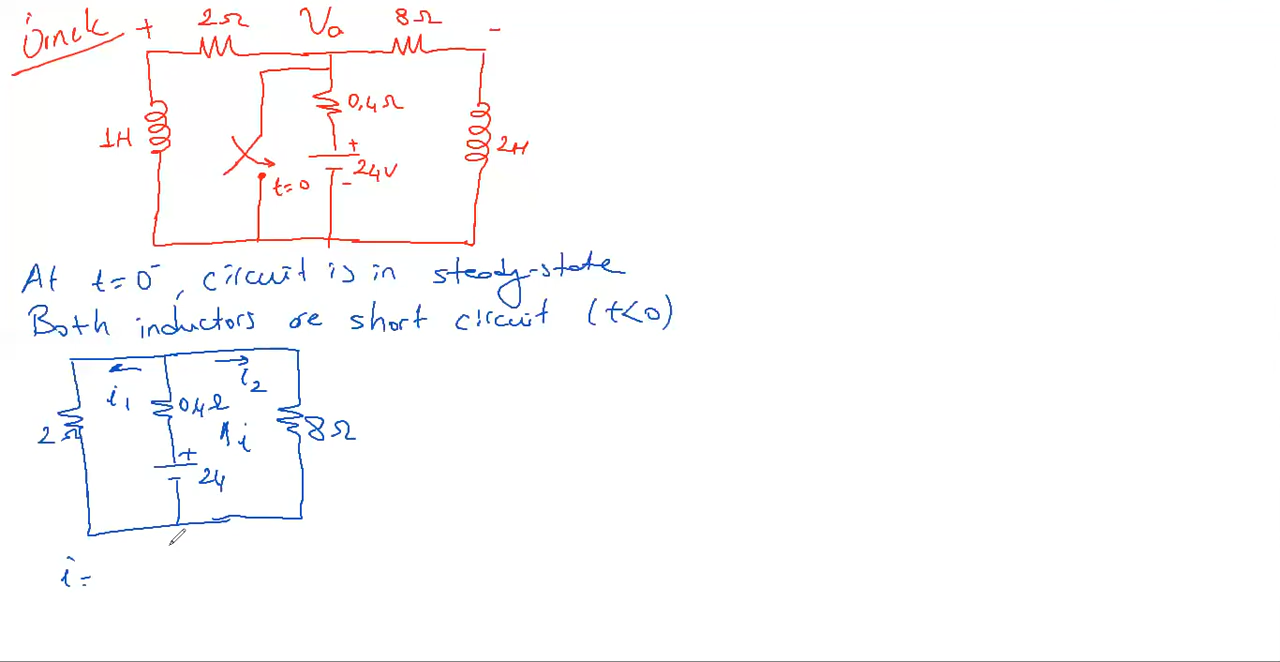 Örnek + 2Ω Va 8Ω -
0,4Ω
1H + 24V - 2H
t=0
At t=0⁻, circuit is in steady-state
Both inductors are short circuit (t<0)
i₁ i₂
2Ω 0,4Ω i 8Ω
+ 24
i=